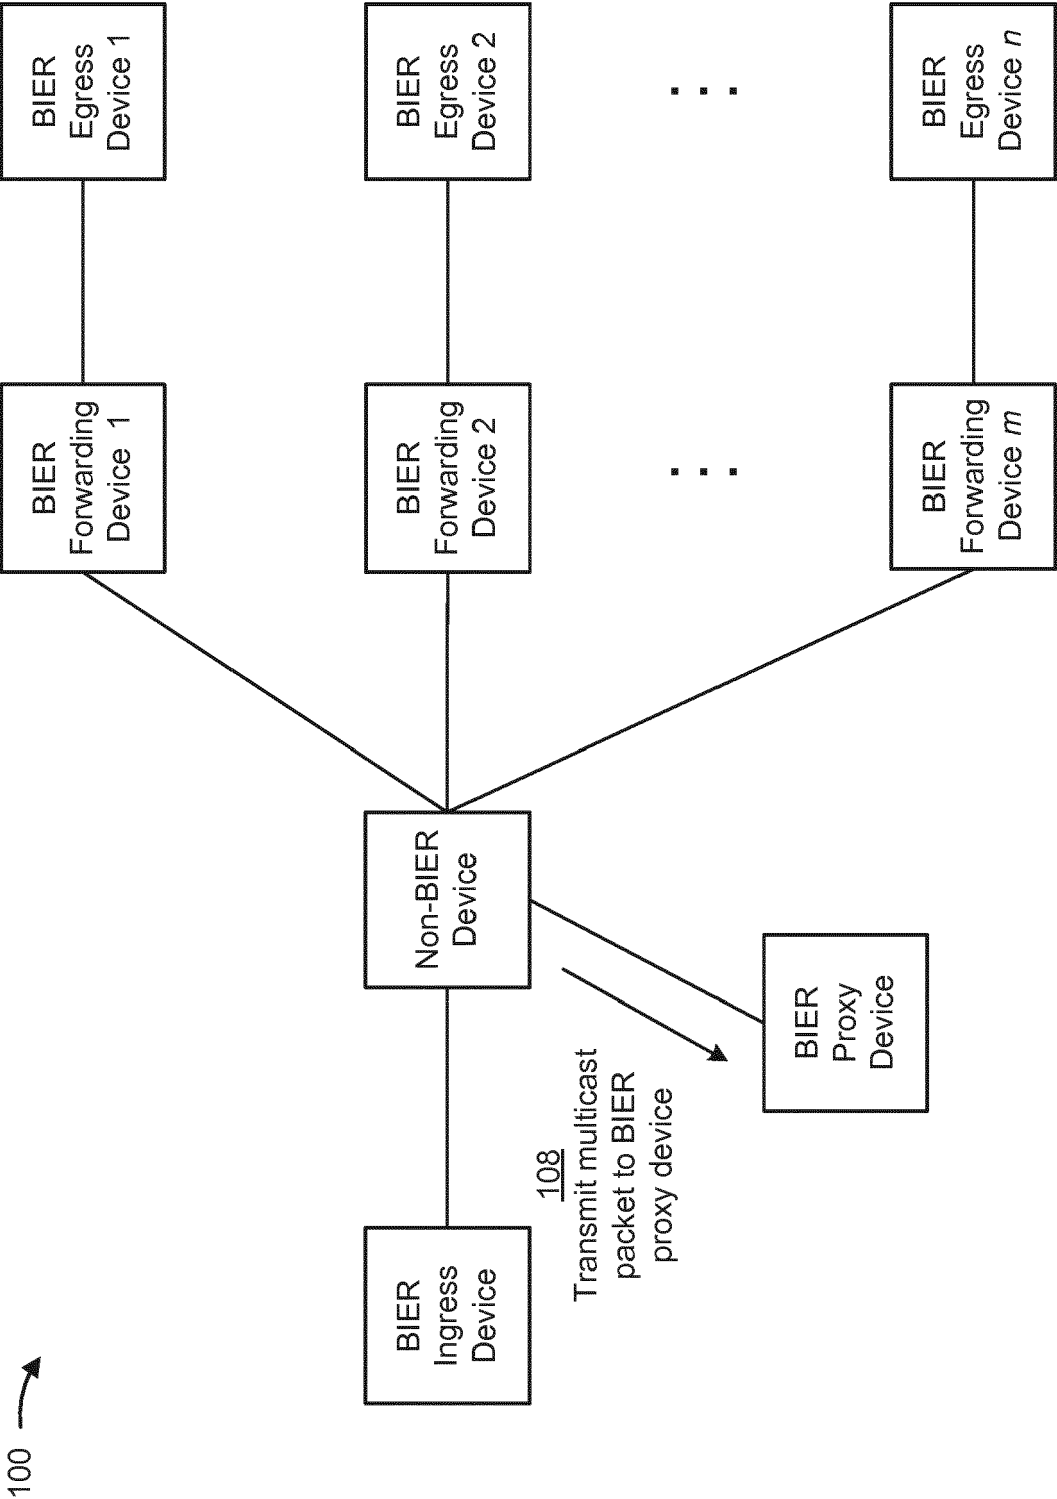 100
BIER
Ingress
Device
108
Transmit multicast
packet to BIER
proxy device
Non-BIER
Device
BIER
Proxy
Device
BIER
Forwarding
Device 1
BIER
Forwarding
Device 2
. . .
BIER
Forwarding
Device m
BIER
Egress
Device 1
BIER
Egress
Device 2
. . .
BIER
Egress
Device n